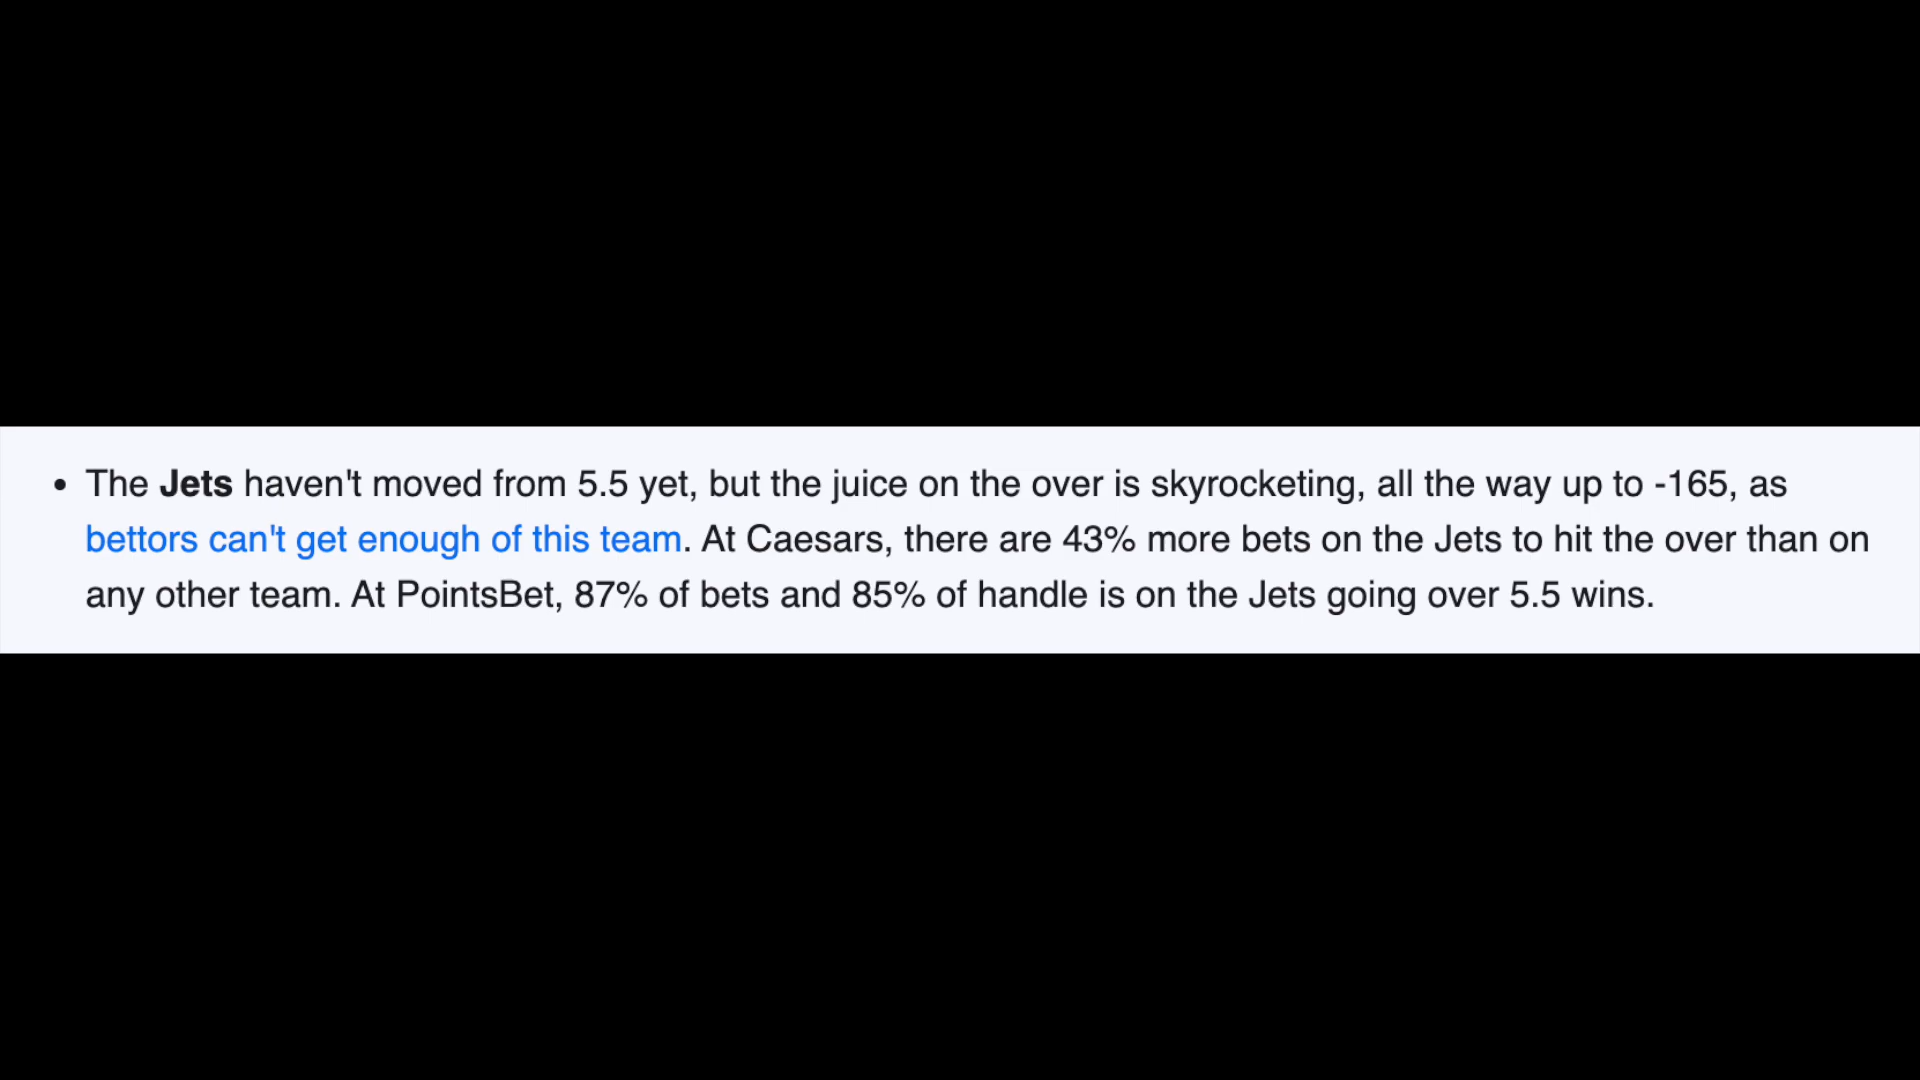 • The Jets haven't moved from 5.5 yet, but the juice on the over is skyrocketing, all the way up to -165, as
bettors can't get enough of this team. At Caesars, there are 43% more bets on the Jets to hit the over than on
any other team. At PointsBet, 87% of bets and 85% of handle is on the Jets going over 5.5 wins.